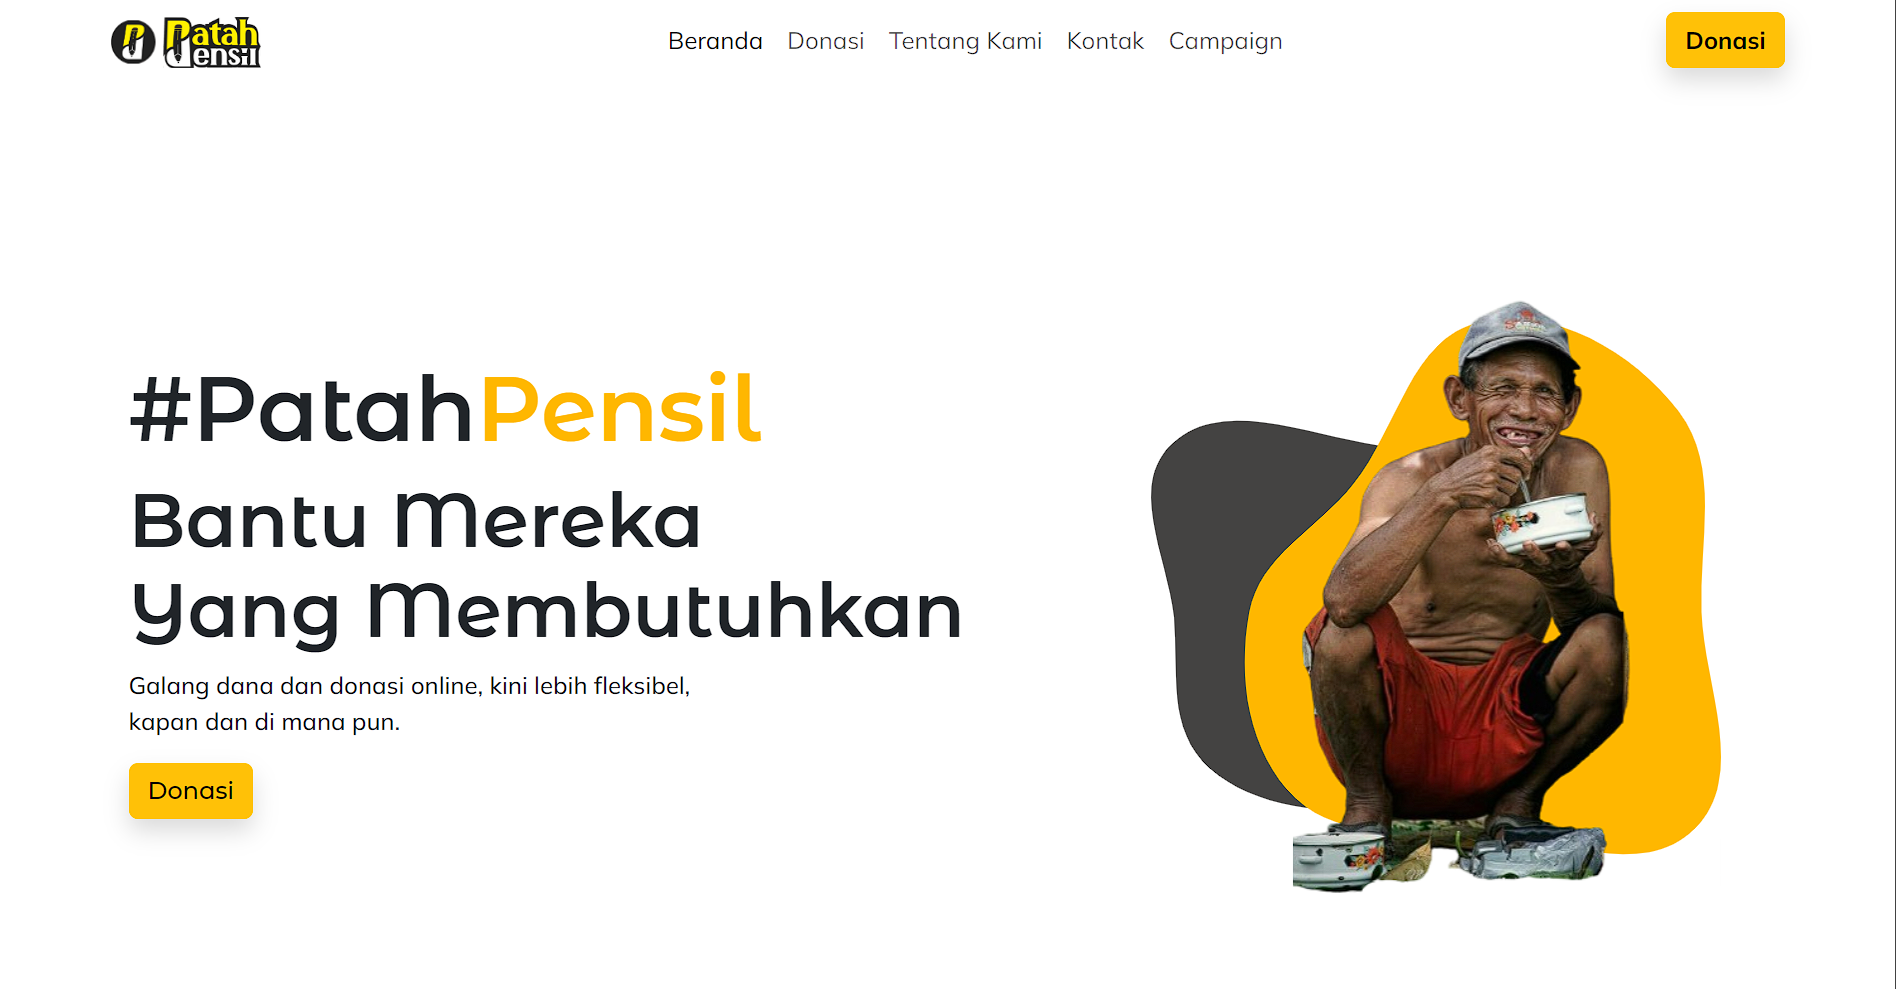 Patah
Pensil
Beranda Donasi Tentang Kami Kontak Campaign
Donasi
#PatahPensil
Bantu Mereka
Yang Membutuhkan
Galang dana dan donasi online, kini lebih fleksibel,
kapan dan di mana pun.
Donasi